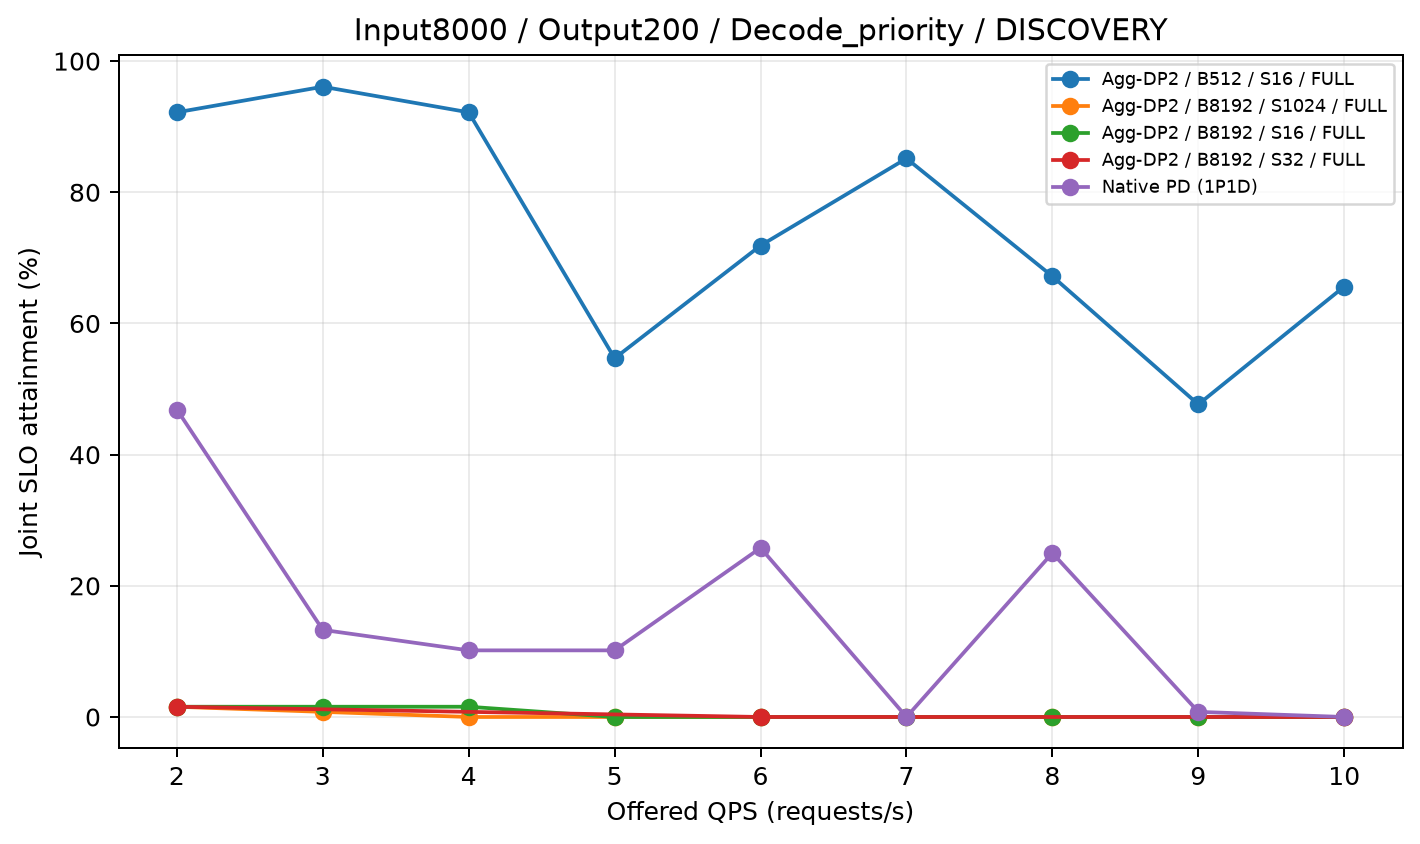 Input8000 / Output200 / Decode_priority / DISCOVERY
Agg-DP2 / B512 / S16 / FULL
Agg-DP2 / B8192 / S1024 / FULL
Agg-DP2 / B8192 / S16 / FULL
Agg-DP2 / B8192 / S32 / FULL
Native PD (1P1D)
Joint SLO attainment (%)
100
80
60
40
20
0
2 3 4 5 6 7 8 9 10
Offered QPS (requests/s)